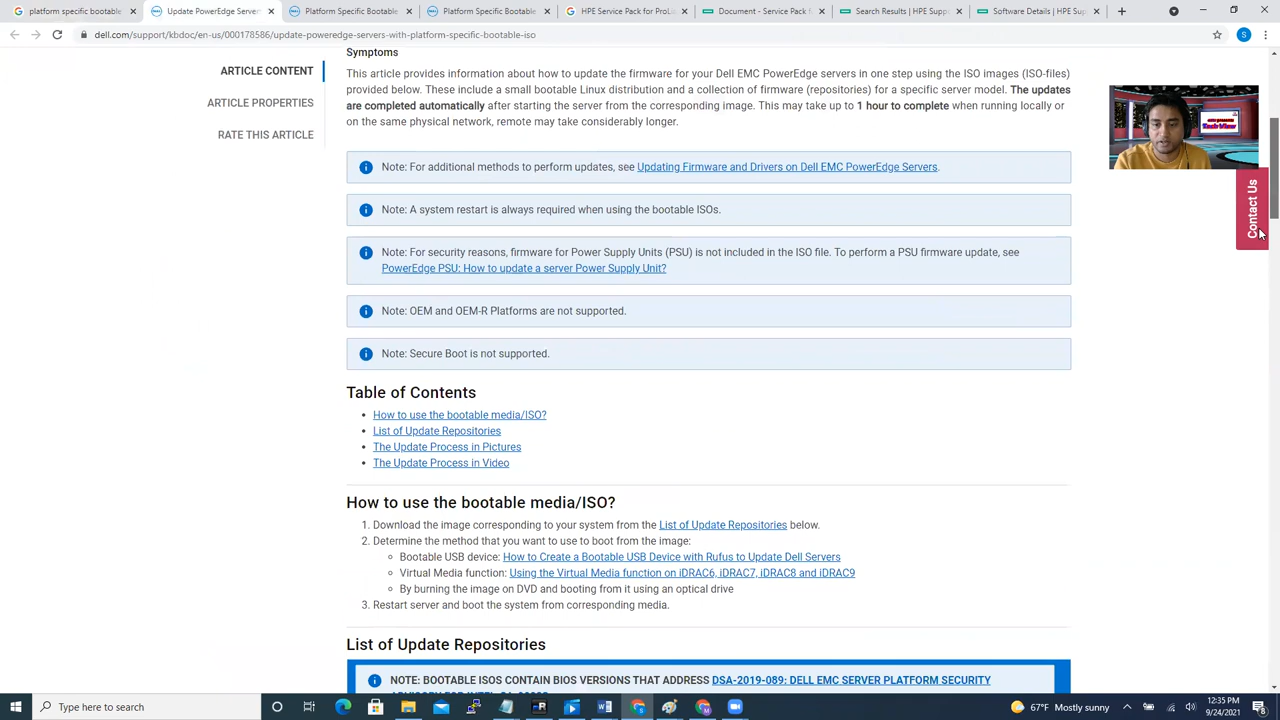 platform specific bootable
Update PowerEdge Servers
Platform Specific Bootable
Platform Specific Bootable
HPE Service Pack for ProLi
Document - Service Pack f
Search Results | HPE Supp
Software Details | HPE Sup
dell.com/support/kbdoc/en-us/000178586/update-poweredge-servers-with-platform-specific-bootable-iso
S
ARTICLE CONTENT
ARTICLE PROPERTIES
RATE THIS ARTICLE
Symptoms
This article provides information about how to update the firmware for your Dell EMC PowerEdge servers in one step using the ISO images (ISO-files)
provided below. These include a small bootable Linux distribution and a collection of firmware (repositories) for a specific server model. The updates
are completed automatically after starting the server from the corresponding image. This may take up to 1 hour to complete when running locally or
on the same physical network, remote may take considerably longer.
Note: For additional methods to perform updates, see Updating Firmware and Drivers on Dell EMC PowerEdge Servers.
Note: A system restart is always required when using the bootable ISOs.
Note: For security reasons, firmware for Power Supply Units (PSU) is not included in the ISO file. To perform a PSU firmware update, see
PowerEdge PSU: How to update a server Power Supply Unit?
Note: OEM and OEM-R Platforms are not supported.
Note: Secure Boot is not supported.
Table of Contents
• How to use the bootable media/ISO?
• List of Update Repositories
• The Update Process in Pictures
• The Update Process in Video
How to use the bootable media/ISO?
1. Download the image corresponding to your system from the List of Update Repositories below.
2. Determine the method that you want to use to boot from the image:
Bootable USB device: How to Create a Bootable USB Device with Rufus to Update Dell Servers
Virtual Media function: Using the Virtual Media function on iDRAC6, iDRAC7, iDRAC8 and iDRAC9
By burning the image on DVD and booting from it using an optical drive
3. Restart server and boot the system from corresponding media.
List of Update Repositories
NOTE: BOOTABLE ISOS CONTAIN BIOS VERSIONS THAT ADDRESS DSA-2019-089: DELL EMC SERVER PLATFORM SECURITY
Contact Us
Tech View
Type here to search
67°F Mostly sunny
12:35 PM
9/24/2021
8